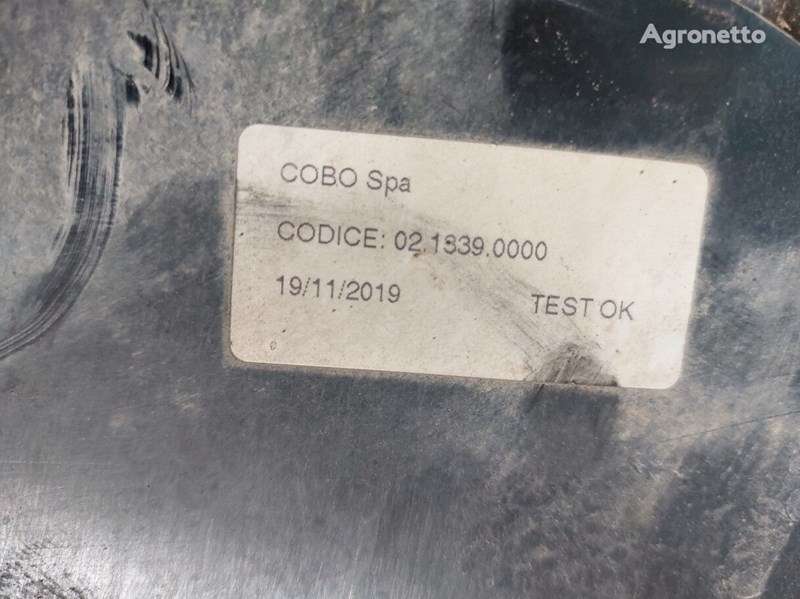 Agronetto
COBO Spa
CODICE: 02.1839.0000
19/11/2019 TEST OK